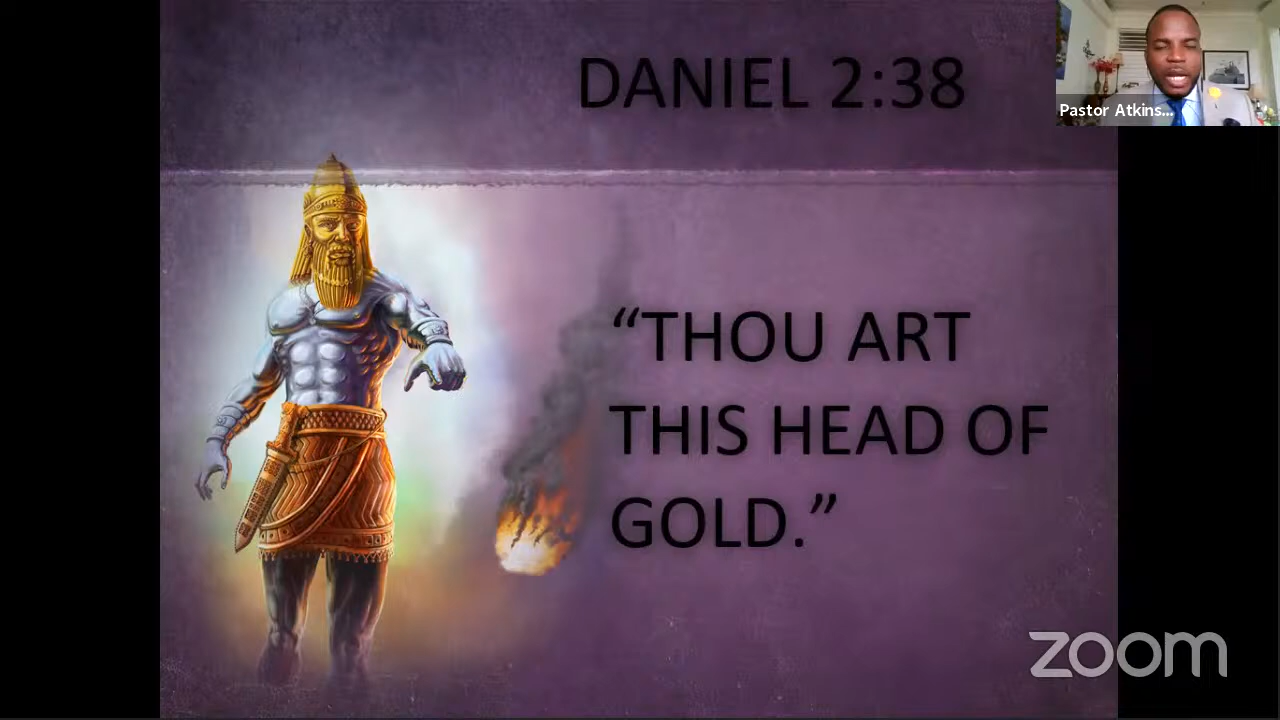 DANIEL 2:38
Pastor Atkins...
“THOU ART
THIS HEAD OF
GOLD.”
zoom